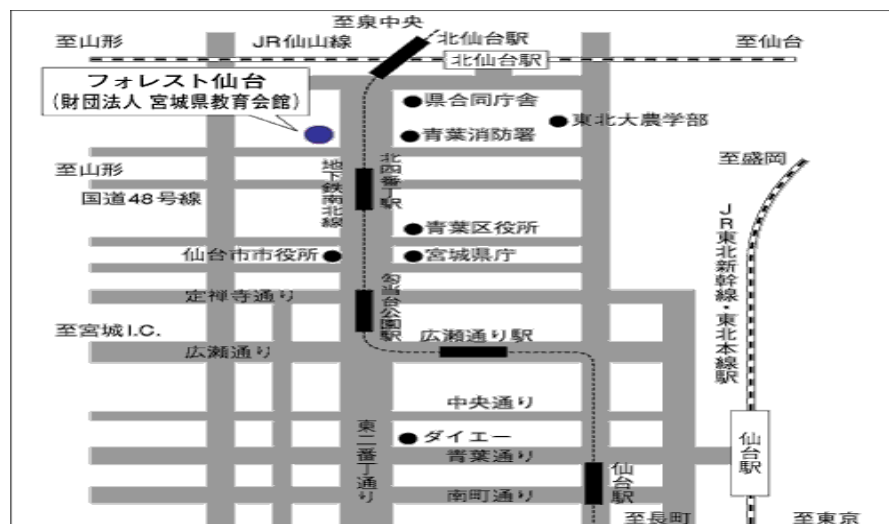 至泉中央
至山形
JR仙山線
北仙台駅
至仙台
北仙台駅
フォレスト仙台
(財団法人 宮城県教育会館)
県合同庁舎
東北大農学部
青葉消防署
至山形
地下鉄南北線
北四番丁駅
至盛岡
国道48号線
青葉区役所
仙台市市役所
宮城県庁
JR東北新幹線・東北本線駅
定禅寺通り
勾当台公園駅
至宮城I.C.
広瀬通り駅
広瀬通り
中央通り
東二番丁通り
ダイエー
青葉通り
仙台駅
仙台駅
南町通り
至長町
至東京